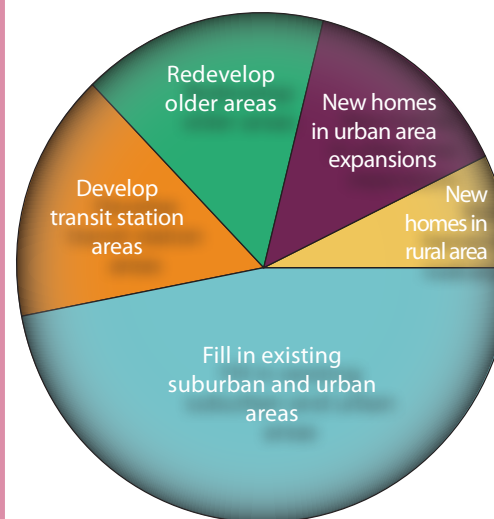 Redevelop
older areas
New homes
in urban area
expansions
New
homes in
rural area
Develop
transit station
areas
Fill in existing
suburban and urban
areas